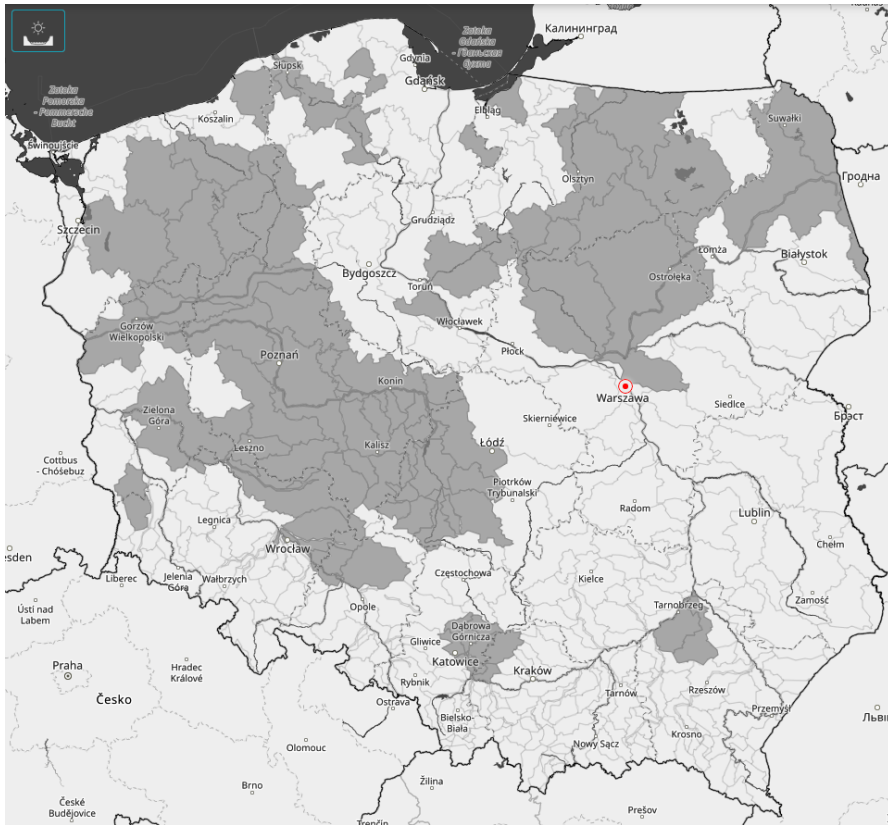 Калининград
Zatoka
Gdańska
- Гданьская
бухта
Gdynia
Gdańsk
Słupsk
Zatoka
Pomorska
- Pommersche
Bucht
Koszalin
Elbląg
Suwałki
Świnoujście
Гродна
Olsztyn
Szczecin
Grudziądz
Łomża
Białystok
Bydgoszcz
Ostrołęka
Toruń
Włocławek
Gorzów
Wielkopolski
Płock
Poznań
Konin
Warszawa
Siedlce
Брэст
Zielona
Góra
Skierniewice
Kalisz
Łódź
Leszno
Cottbus
- Chóśebuz
Piotrków
Trybunalski
Radom
Lublin
Legnica
Wrocław
Chełm
esden
Liberec
Jelenia
Góra
Wałbrzych
Częstochowa
Kielce
Zamość
Ústí nad
Labem
Opole
Tarnobrzeg
Dąbrowa
Górnicza
Gliwice
Katowice
Praha
Hradec
Králové
Kraków
Rybnik
Tarnów
Rzeszów
Česko
Ostrava
Przemyśl
Львів
Bielsko-
Biała
Krosno
Olomouc
Nowy Sącz
Žilina
Brno
České
Budějovice
Prešov
Trenčín